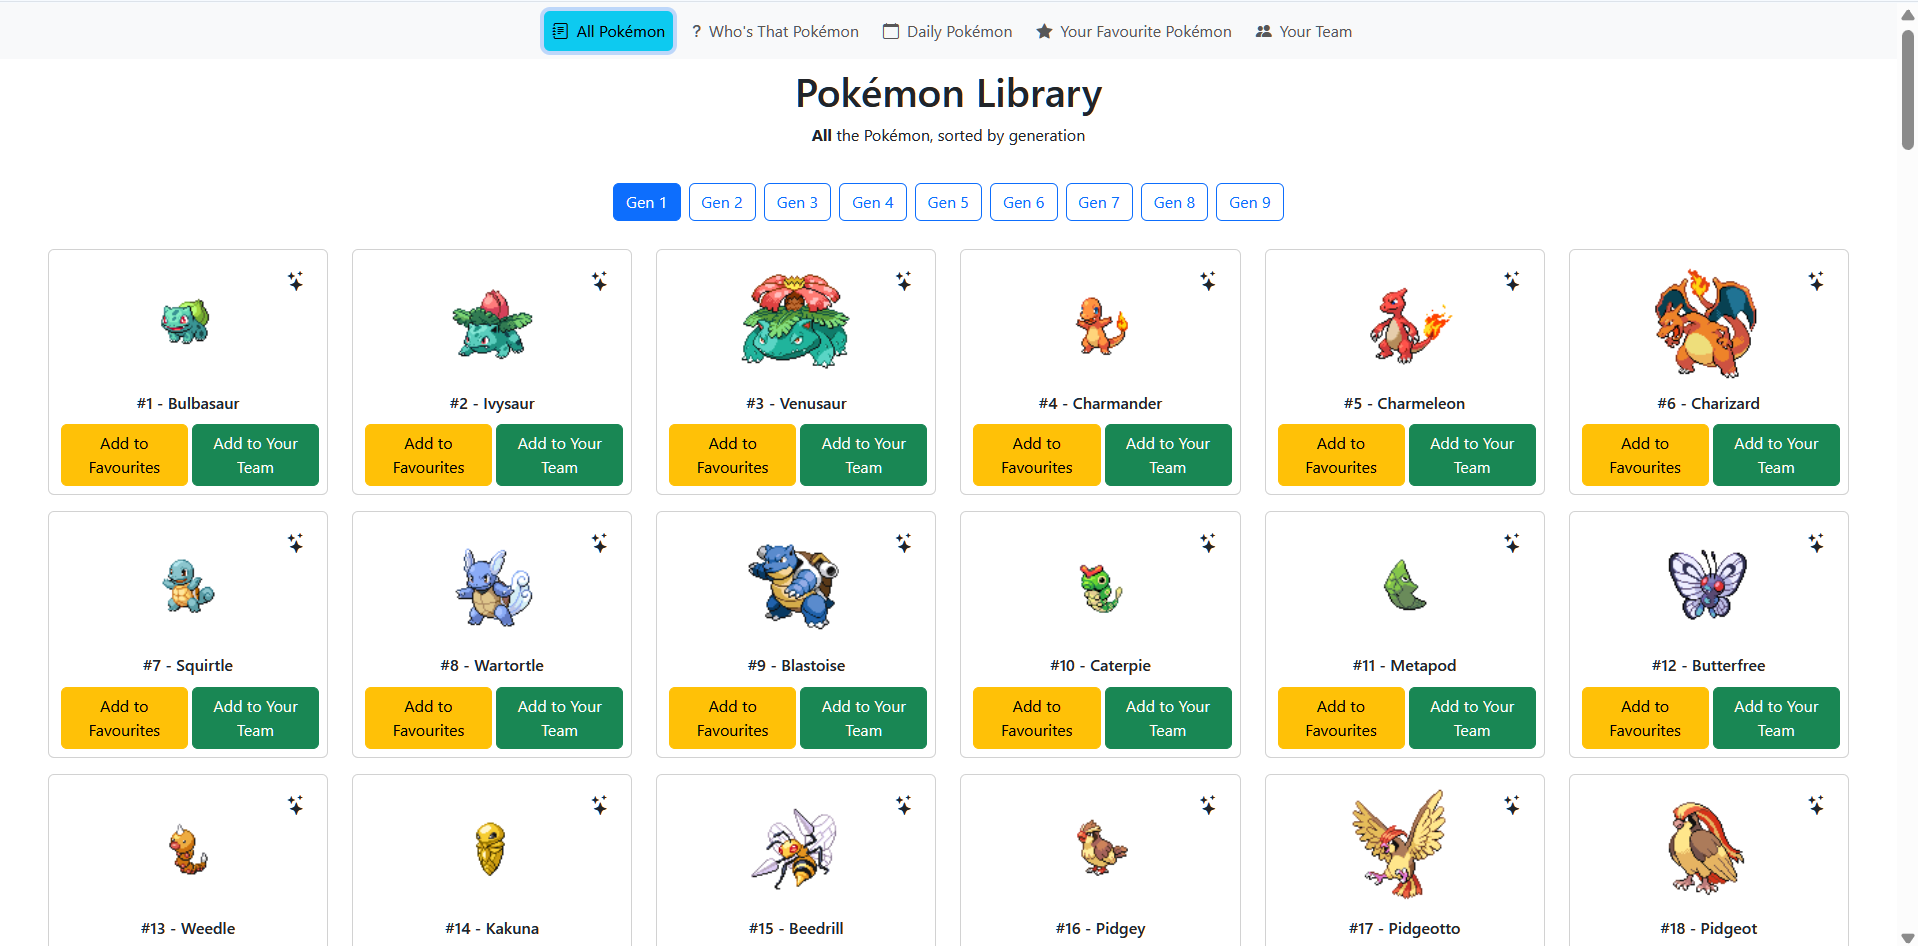 All Pokémon
? Who's That Pokémon
Daily Pokémon
Your Favourite Pokémon
Your Team
Pokémon Library
All the Pokémon, sorted by generation
Gen 1
Gen 2
Gen 3
Gen 4
Gen 5
Gen 6
Gen 7
Gen 8
Gen 9
#1 - Bulbasaur
Add to
Favourites
Add to Your
Team
#2 - Ivysaur
Add to
Favourites
Add to Your
Team
#3 - Venusaur
Add to
Favourites
Add to Your
Team
#4 - Charmander
Add to
Favourites
Add to Your
Team
#5 - Charmeleon
Add to
Favourites
Add to Your
Team
#6 - Charizard
Add to
Favourites
Add to Your
Team
#7 - Squirtle
Add to
Favourites
Add to Your
Team
#8 - Wartortle
Add to
Favourites
Add to Your
Team
#9 - Blastoise
Add to
Favourites
Add to Your
Team
#10 - Caterpie
Add to
Favourites
Add to Your
Team
#11 - Metapod
Add to
Favourites
Add to Your
Team
#12 - Butterfree
Add to
Favourites
Add to Your
Team
#13 - Weedle
#14 - Kakuna
#15 - Beedrill
#16 - Pidgey
#17 - Pidgeotto
#18 - Pidgeot